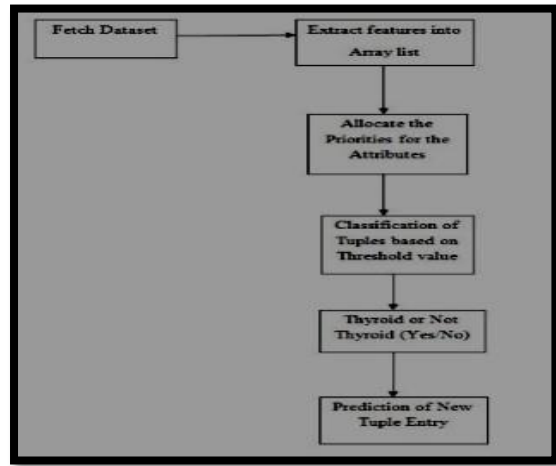 Fetch Dataset
Extract features into
Array list
Allocate the
Priorities for the
Attributes
Classification of
Tuples based on
Threshold value
Thyroid or Not
Thyroid (Yes/No)
Prediction of New
Tuple Entry